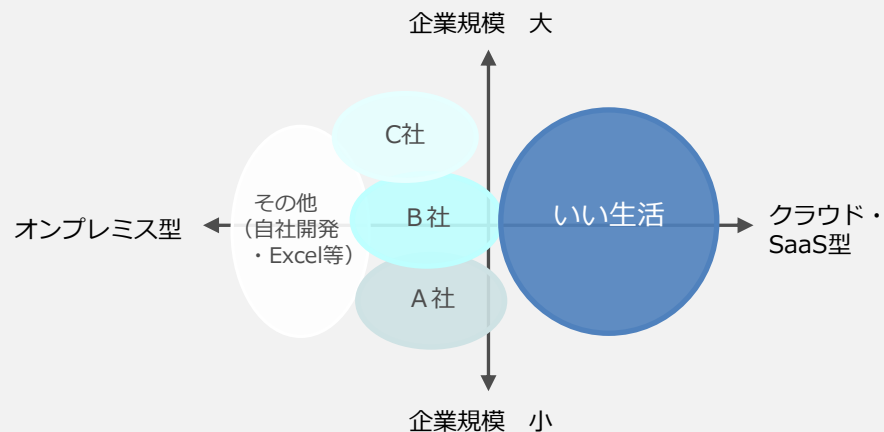 企業規模　大
C社
その他
（自社開発
・Excel等）
B社
いい生活
オンプレミス型
クラウド・
SaaS型
A社
企業規模　小